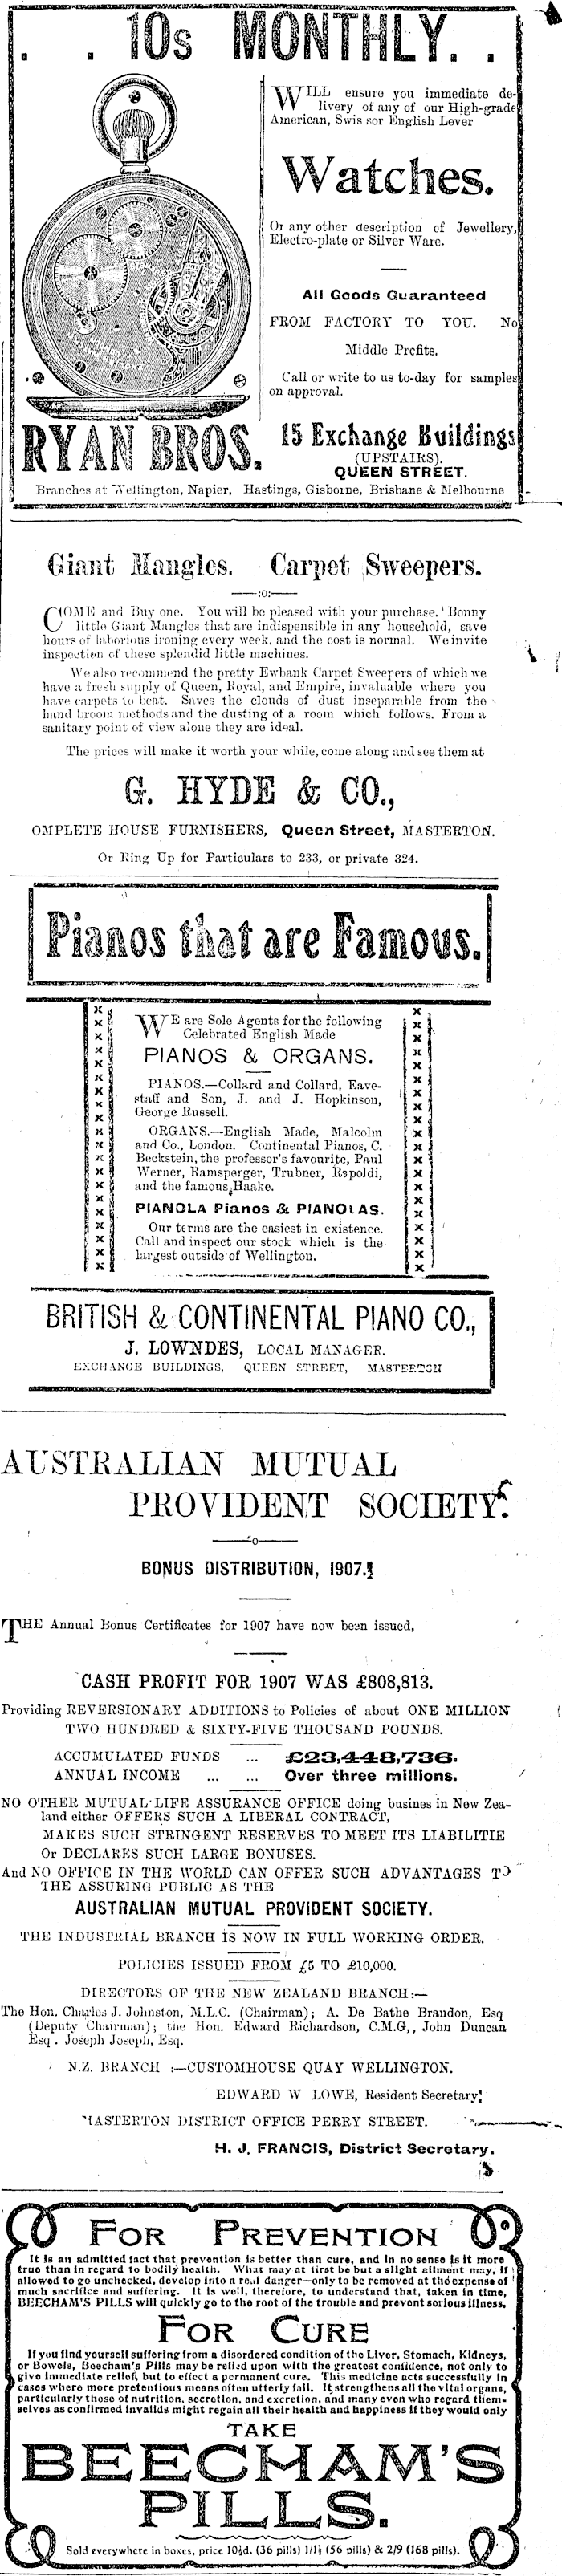 . . 10s MONTHLY. .
WILL ensure you immediate de-
livery of any of our High-grade
American, Swis sor English Lever
Watches.
Or any other description of Jewellery,
Electro-plate or Silver Ware.
All Goods Guaranteed
FROM FACTORY TO YOU. No
Middle Profits.
Call or write to us to-day for samples
on approval.
RYAN BROS.
15 Exchange Buildings
(UPSTAIRS).
QUEEN STREET.
Branches at Wellington, Napier, Hastings, Gisborne, Brisbane & Melbourne
Giant Mangles. Carpet Sweepers.
—:o:—
COME and Buy one. You will be pleased with your purchase. Bonny
little Giant Mangles that are indispensible in any household, save
hours of laborious ironing every week, and the cost is normal. We invite
inspection of these splendid little machines.
We also recommend the pretty Ewbank Carpet Sweepers of which we
have a fresh supply of Queen, Royal, and Empire, invaluable where you
have carpets to beat. Saves the clouds of dust inseparable from the
hand broom methods and the dusting of a room which follows. From a
sanitary point of view alone they are ideal.
The prices will make it worth your while, come along and see them at
G. HYDE & CO.,
OMPLETE HOUSE FURNISHERS, Queen Street, MASTERTON.
Or Ring Up for Particulars to 233, or private 324.
Pianos that are Famous.
WE are Sole Agents for the following
Celebrated English Made
PIANOS & ORGANS.
PIANOS.—Collard and Collard, Eave-
staff and Son, J. and J. Hopkinson,
George Russell.
ORGANS.—English Made, Malcolm
and Co., London. Continental Pianos, C.
Beckstein, the professor's favourite, Paul
Werner, Ramsperger, Trubner, Rapoldi,
and the famous Haake.
PIANOLA Pianos & PIANOLAS.
Our terms are the easiest in existence.
Call and inspect our stock which is the
largest outside of Wellington.
BRITISH & CONTINENTAL PIANO CO.,
J. LOWNDES, LOCAL MANAGER.
EXCHANGE BUILDINGS, QUEEN STREET, MASTERTON
AUSTRALIAN MUTUAL
PROVIDENT SOCIETY.
—o—
BONUS DISTRIBUTION, 1907.
THE Annual Bonus Certificates for 1907 have now been issued,
CASH PROFIT FOR 1907 WAS £808,813.
Providing REVERSIONARY ADDITIONS to Policies of about ONE MILLION
TWO HUNDRED & SIXTY-FIVE THOUSAND POUNDS.
ACCUMULATED FUNDS ... £23,448,736.
ANNUAL INCOME ... ... Over three millions.
NO OTHER MUTUAL LIFE ASSURANCE OFFICE doing busines in New Zea-
land either OFFERS SUCH A LIBERAL CONTRACT,
MAKES SUCH STRINGENT RESERVES TO MEET ITS LIABILITIE
Or DECLARES SUCH LARGE BONUSES.
And NO OFFICE IN THE WORLD CAN OFFER SUCH ADVANTAGES TO
THE ASSURING PUBLIC AS THE
AUSTRALIAN MUTUAL PROVIDENT SOCIETY.
THE INDUSTRIAL BRANCH IS NOW IN FULL WORKING ORDER.
POLICIES ISSUED FROM £5 TO £10,000.
DIRECTORS OF THE NEW ZEALAND BRANCH:—
The Hon. Charles J. Johnston, M.L.C. (Chairman); A. De Bathe Brandon, Esq
(Deputy Chairman); the Hon. Edward Richardson, C.M.G,, John Duncan
Esq . Joseph Joseph, Esq.
N.Z. BRANCH :—CUSTOMHOUSE QUAY WELLINGTON.
EDWARD W LOWE, Resident Secretary
MASTERTON DISTRICT OFFICE PERRY STREET.
H. J. FRANCIS, District Secretary.
FOR PREVENTION
It is an admitted fact that, prevention is better than cure, and in no sense is it more
true than in regard to bodily health. What may at first be but a slight ailment may, if
allowed to go unchecked, develop into a real danger—only to be removed at the expense of
much sacrifice and suffering. It is well, therefore, to understand that, taken in time,
BEECHAM'S PILLS will quickly go to the root of the trouble and prevent serious illness.
FOR CURE
If you find yourself suffering from a disordered condition of the Liver, Stomach, Kidneys,
or Bowels, Beecham's Pills may be relied upon with the greatest confidence, not only to
give immediate relief, but to effect a permanent cure. This medicine acts successfully in
cases where more pretentious means often utterly fail. It strengthens all the vital organs,
particularly those of nutrition, secretion, and excretion, and many even who regard them-
selves as confirmed invalids might regain all their health and happiness if they would only
TAKE
BEECHAM'S
PILLS.
Sold everywhere in boxes, price 10½d. (36 pills) 1/1½ (56 pills) & 2/9 (168 pills).